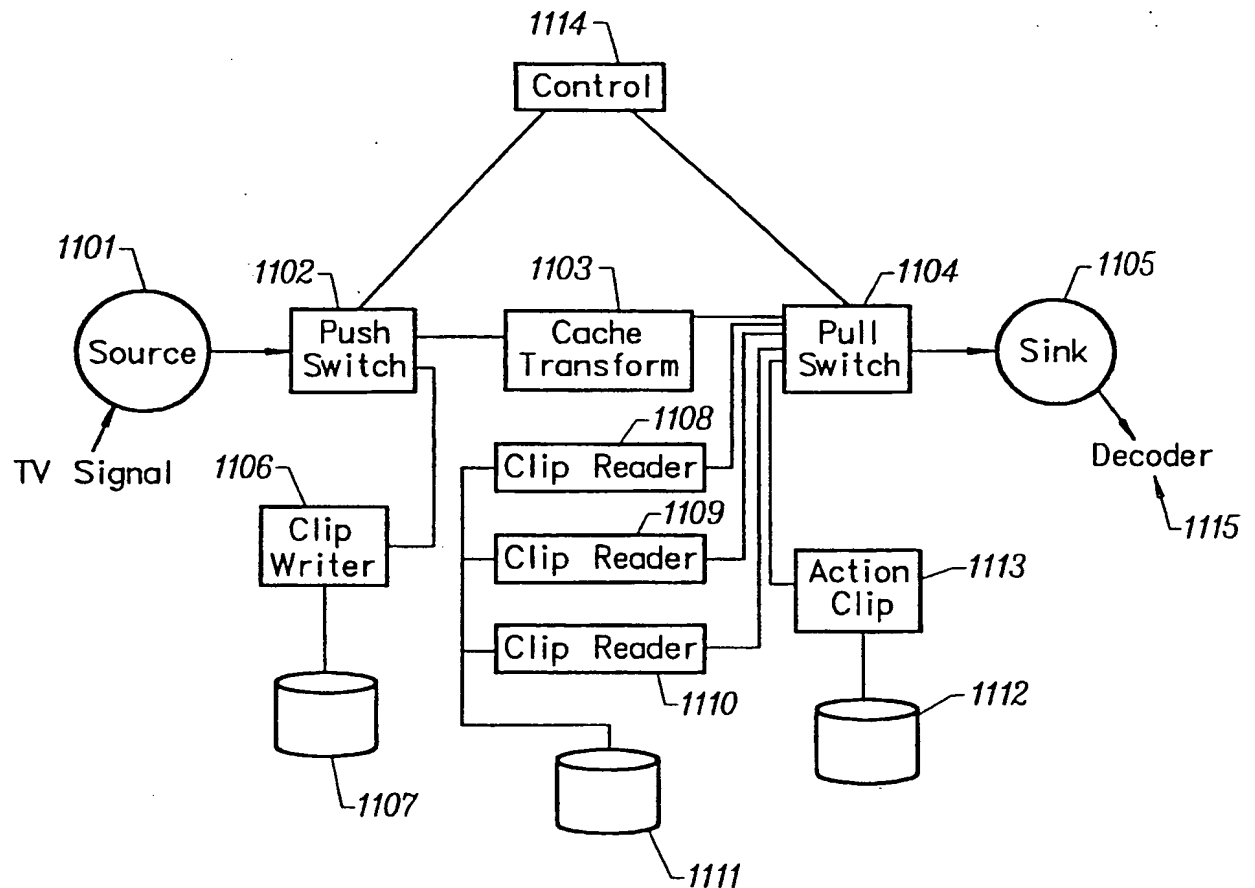 1114
Control
1101
1102
1103
1104
1105
Source
Push
Switch
Cache
Transform
Pull
Switch
Sink
TV Signal
1106
1108
Clip Reader
Decoder
1115
Clip
Writer
1109
Clip Reader
Action
Clip
1113
Clip Reader
1110
1112
1107
1111